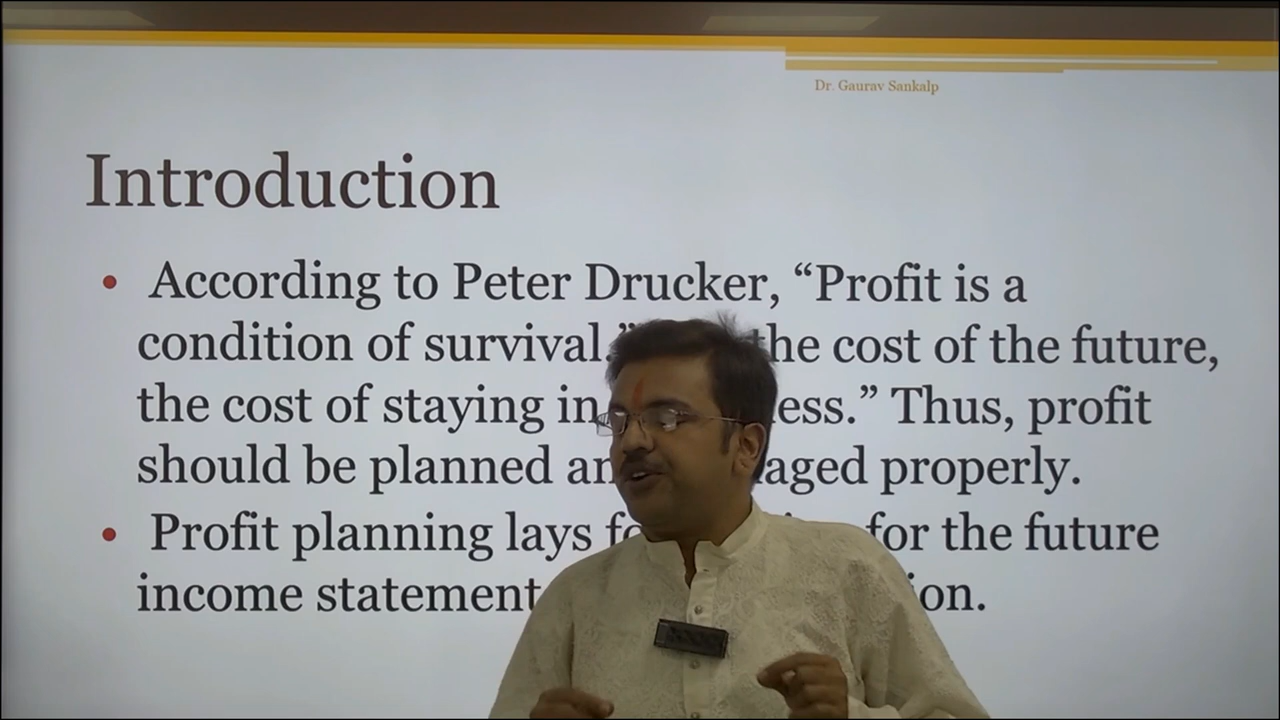 Dr. Gaurav Sankalp
Introduction
• According to Peter Drucker, “Profit is a
condition of survival.” the cost of the future,
the cost of staying in ess.” Thus, profit
should be planned an aged properly.
• Profit planning lays for the future
income statement on.